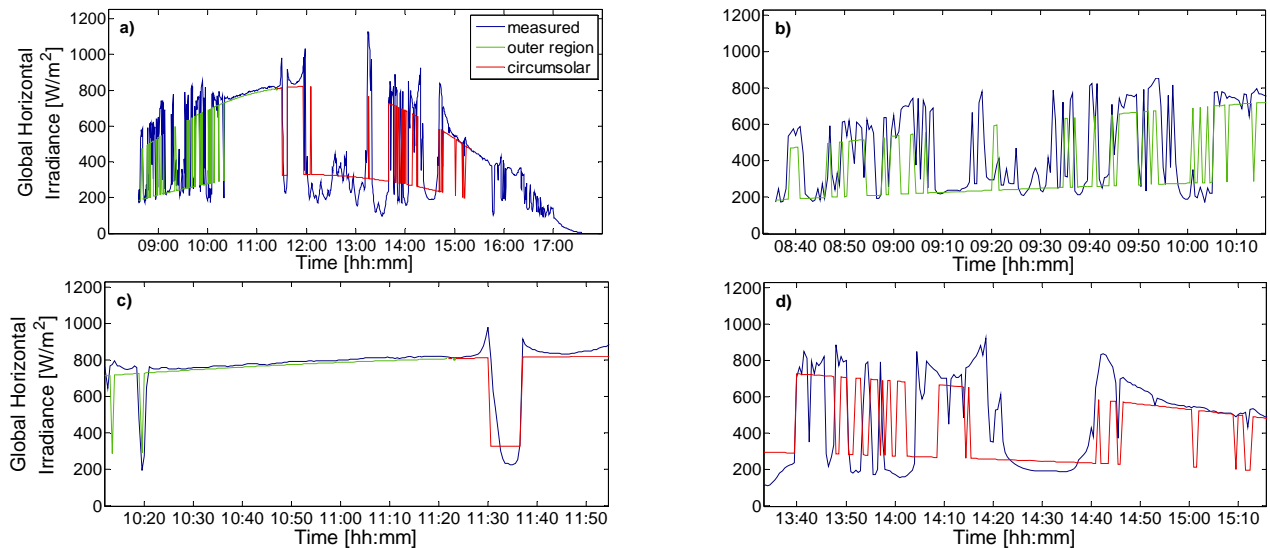 a)
measured
outer region
circumsolar
Global Horizontal
Irradiance [W/m²]
1200
1000
800
600
400
200
0
09:00 10:00 11:00 12:00 13:00 14:00 15:00 16:00 17:00
Time [hh:mm]
b)
1200
1000
800
600
400
200
0
08:40 08:50 09:00 09:10 09:20 09:30 09:40 09:50 10:00 10:10
Time [hh:mm]
c)
Global Horizontal
Irradiance [W/m²]
1200
1000
800
600
400
200
0
10:20 10:30 10:40 10:50 11:00 11:10 11:20 11:30 11:40 11:50
Time [hh:mm]
d)
1200
1000
800
600
400
200
0
13:40 13:50 14:00 14:10 14:20 14:30 14:40 14:50 15:00 15:10
Time [hh:mm]